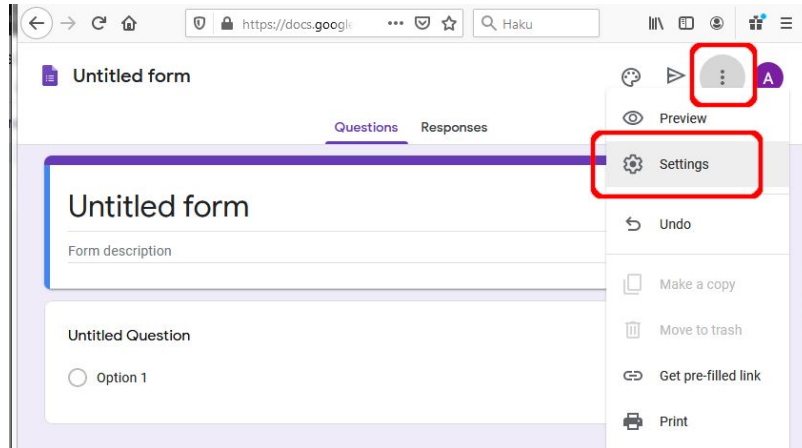 https://docs.google
Haku
Untitled form
A
Questions Responses
Preview
Settings
Untitled form
Undo
Form description
Make a copy
Untitled Question
Move to trash
Option 1
Get pre-filled link
Print